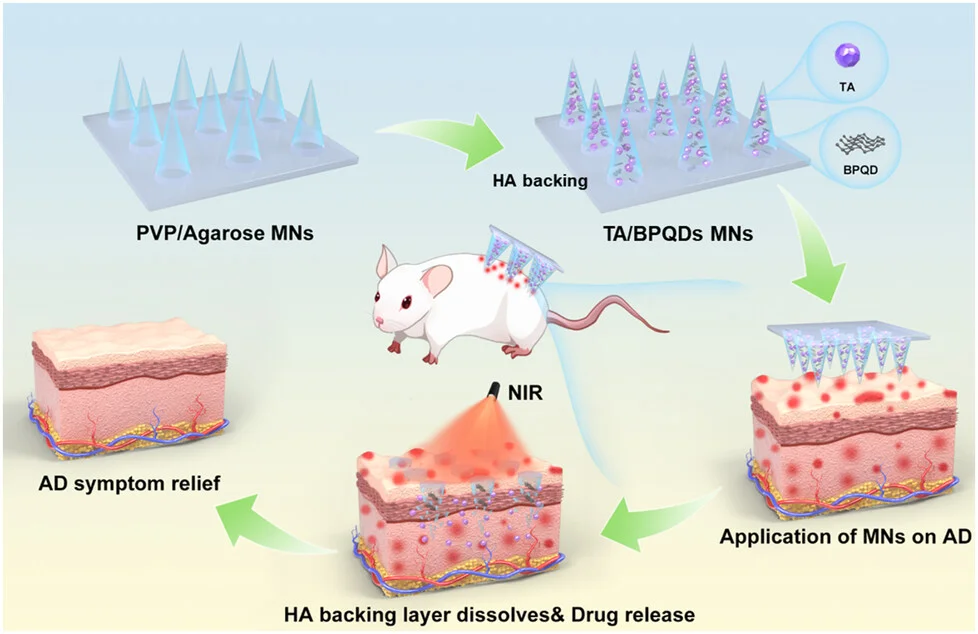 TA
BPQD
HA backing
PVP/Agarose MNs
TA/BPQDs MNs
NIR
AD symptom relief
Application of MNs on AD
HA backing layer dissolves& Drug release